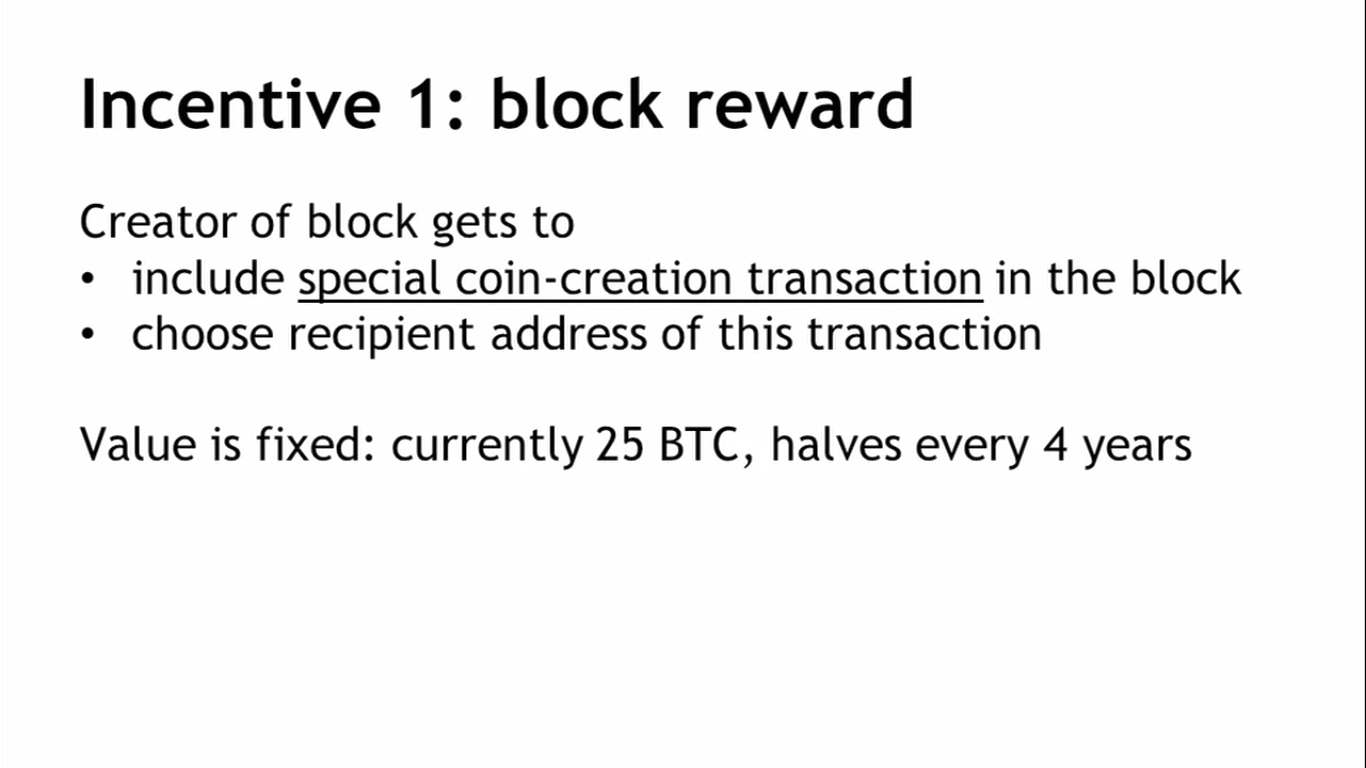 Incentive 1: block reward
Creator of block gets to
• include special coin-creation transaction in the block
• choose recipient address of this transaction
Value is fixed: currently 25 BTC, halves every 4 years